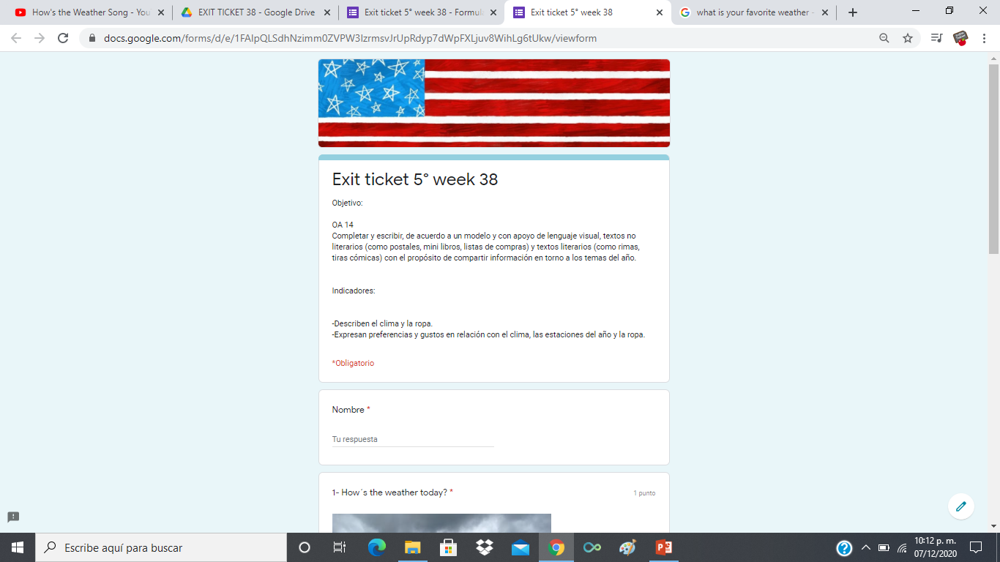 How's the Weather Song - You
EXIT TICKET 38 - Google Drive
Exit ticket 5° week 38 - Formula
Exit ticket 5° week 38
what is your favorite weather -
docs.google.com/forms/d/e/1FAIpQLSdhNzimm0ZVPW3IzrmsvJrUpRdyp7dWpFXLjuv8WihLg6tUkw/viewform
Exit ticket 5° week 38
Objetivo:
OA 14
Completar y escribir, de acuerdo a un modelo y con apoyo de lenguaje visual, textos no
literarios (como postales, mini libros, listas de compras) y textos literarios (como rimas,
tiras cómicas) con el propósito de compartir información en torno a los temas del año.
Indicadores:
-Describen el clima y la ropa.
-Expresan preferencias y gustos en relación con el clima, las estaciones del año y la ropa.
*Obligatorio
Nombre *
Tu respuesta
1- How´s the weather today? *
1 punto
Escribe aquí para buscar
10:12 p. m.
07/12/2020